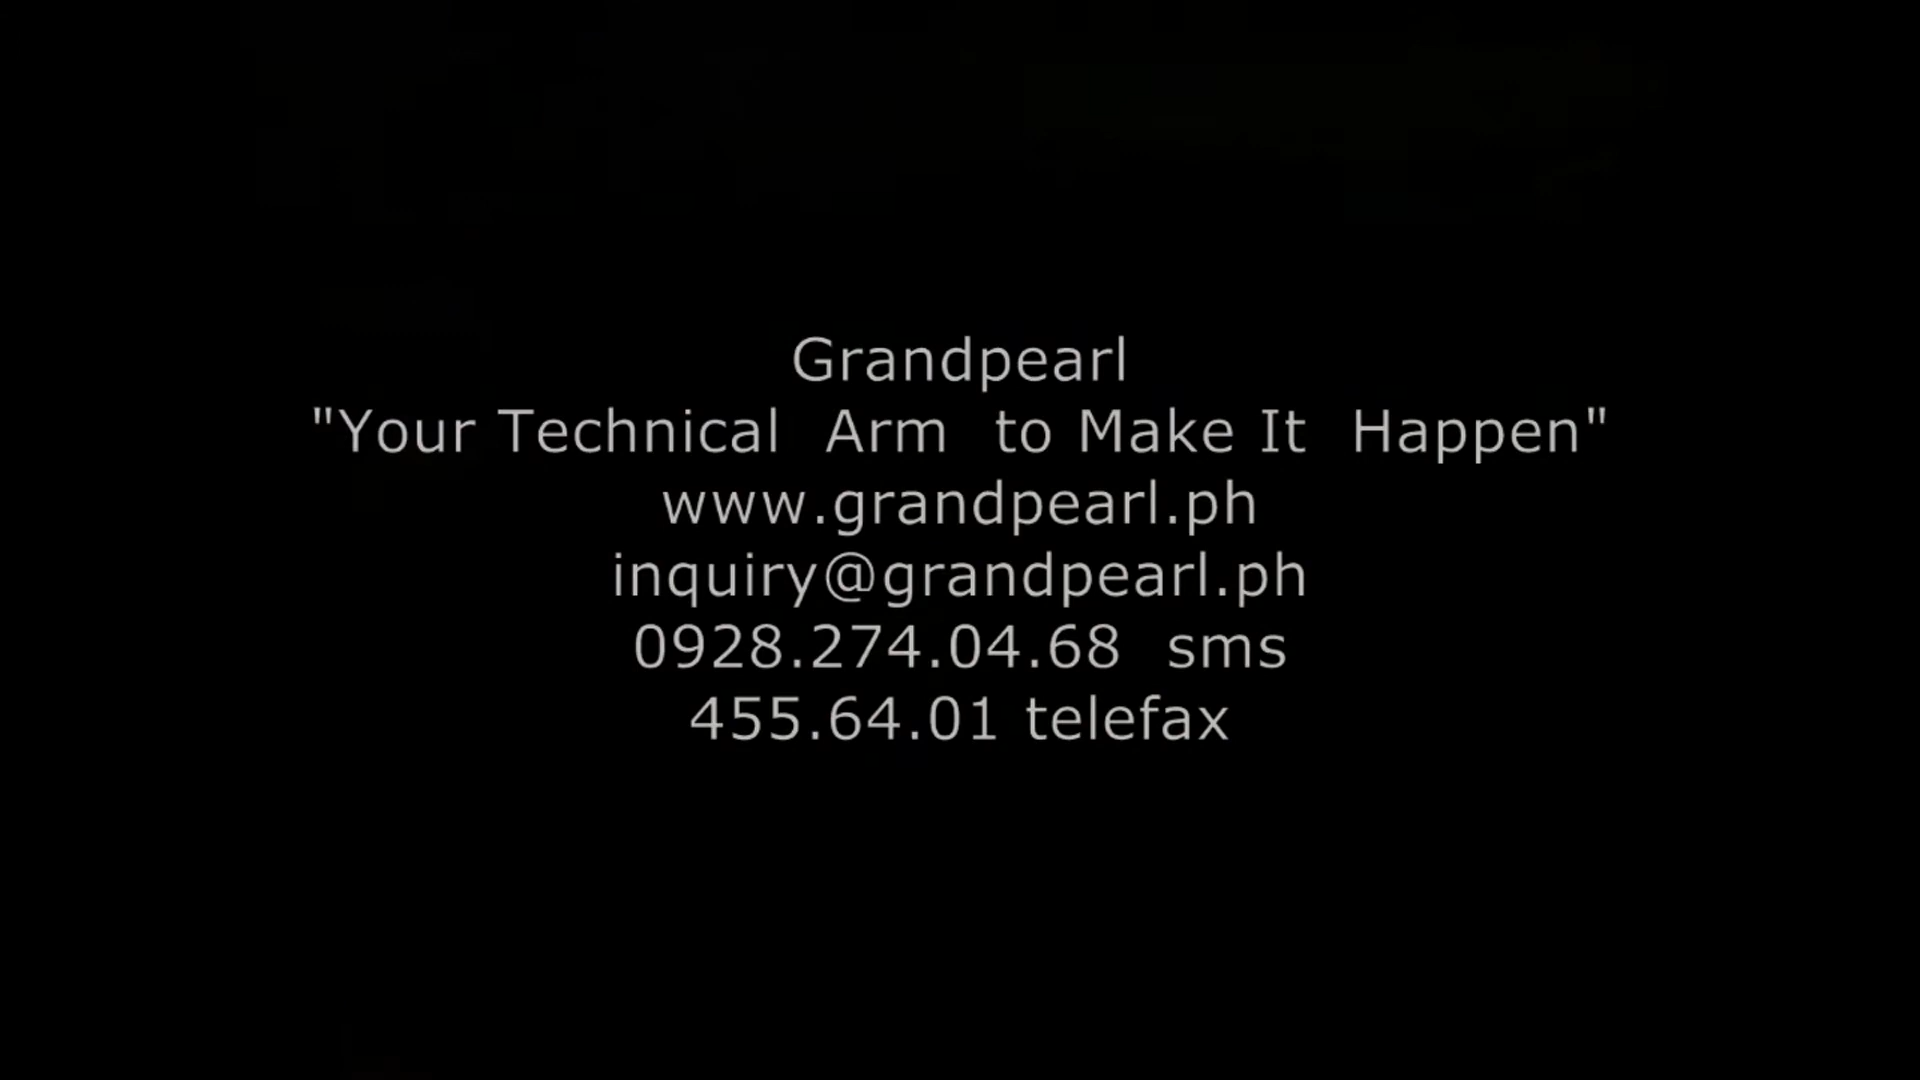 Grandpearl
"Your Technical Arm to Make It Happen"
www.grandpearl.ph
inquiry@grandpearl.ph
0928.274.04.68 sms
455.64.01 telefax